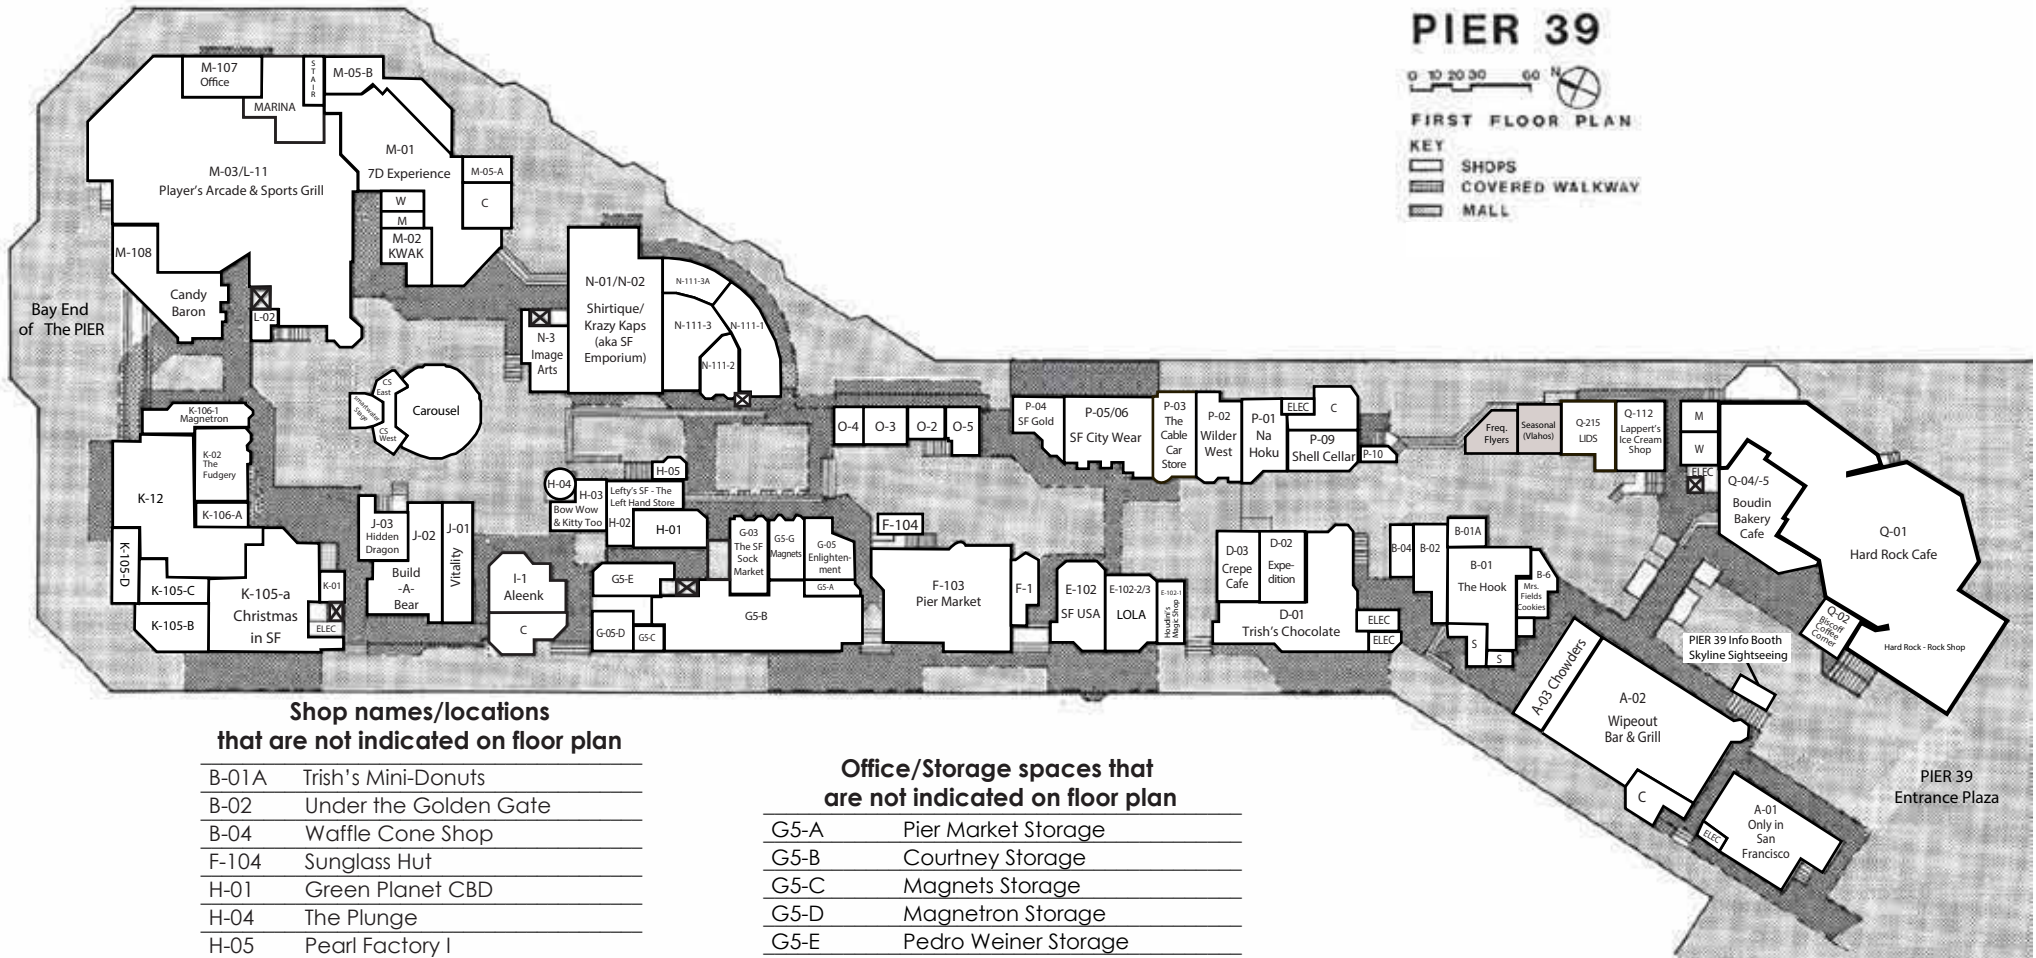 PIER 39
0 10 20 30 60 N
FIRST FLOOR PLAN
KEY
SHOPS
COVERED WALKWAY
MALL
M-107
Office
STAIR
M-05-B
MARINA
M-01
7D Experience
M-05-A
C
W
M
M-02
KWAK
M-03/L-11
Player's Arcade & Sports Grill
M-108
Candy
Baron
L-02
Bay End
of The PIER
N-01/N-02
Shirtique/
Krazy Kaps
(aka SF
Emporium)
N-3
Image
Arts
N-111-3A
N-111-3
N-111-1
N-111-2
CS
East
Smartwater
Stage
CS
West
Carousel
K-106-1
Magnetron
K-02
The
Fudgery
K-12
K-106-A
K-105-D
K-105-C
K-105-B
K-105-a
Christmas
in SF
K-01
ELEC
J-03
Hidden
Dragon
J-02
Build
-A-
Bear
J-01
Vitality
I-1
Aleenk
C
H-05
H-04
H-03
Bow Wow
& Kitty Too
Lefty's SF - The
Left Hand Store
H-02
H-01
G5-E
G-05-D
G5-C
G5-B
G-03
The SF
Sock
Market
G5-G
Magnets
G-05
Enlighten-
ment
G5-A
O-4
O-3
O-2
O-5
F-104
F-103
Pier Market
F-1
E-102
SF USA
E-102-2/3
LOLA
E-102-1
Houdini's
Magic Shop
P-04
SF Gold
P-05/06
SF City Wear
P-03
The
Cable
Car
Store
P-02
Wilder
West
P-01
Na
Hoku
ELEC
C
P-09
Shell Cellar
P-10
D-03
Crepe
Cafe
D-02
Expe-
dition
D-01
Trish's Chocolate
ELEC
ELEC
B-04
B-02
B-01A
B-01
The Hook
B-6
Mrs.
Fields
Cookies
S
S
Freq.
Flyers
Seasonal
(Vlahos)
Q-215
LIDS
Q-112
Lappert's
Ice Cream
Shop
M
W
ELEC
Q-04/-5
Boudin
Bakery
Cafe
Q-01
Hard Rock Cafe
Q-02
Biscoff
Coffee
Corner
Hard Rock - Rock Shop
PIER 39 Info Booth
Skyline Sightseeing
A-03 Chowders
A-02
Wipeout
Bar & Grill
C
A-01
Only in
San
Francisco
ELEC
PIER 39
Entrance Plaza
Shop names/locations
that are not indicated on floor plan
B-01A Trish's Mini-Donuts
B-02 Under the Golden Gate
B-04 Waffle Cone Shop
F-104 Sunglass Hut
H-01 Green Planet CBD
H-04 The Plunge
H-05 Pearl Factory I
Office/Storage spaces that
are not indicated on floor plan
G5-A Pier Market Storage
G5-B Courtney Storage
G5-C Magnets Storage
G5-D Magnetron Storage
G5-E Pedro Weiner Storage